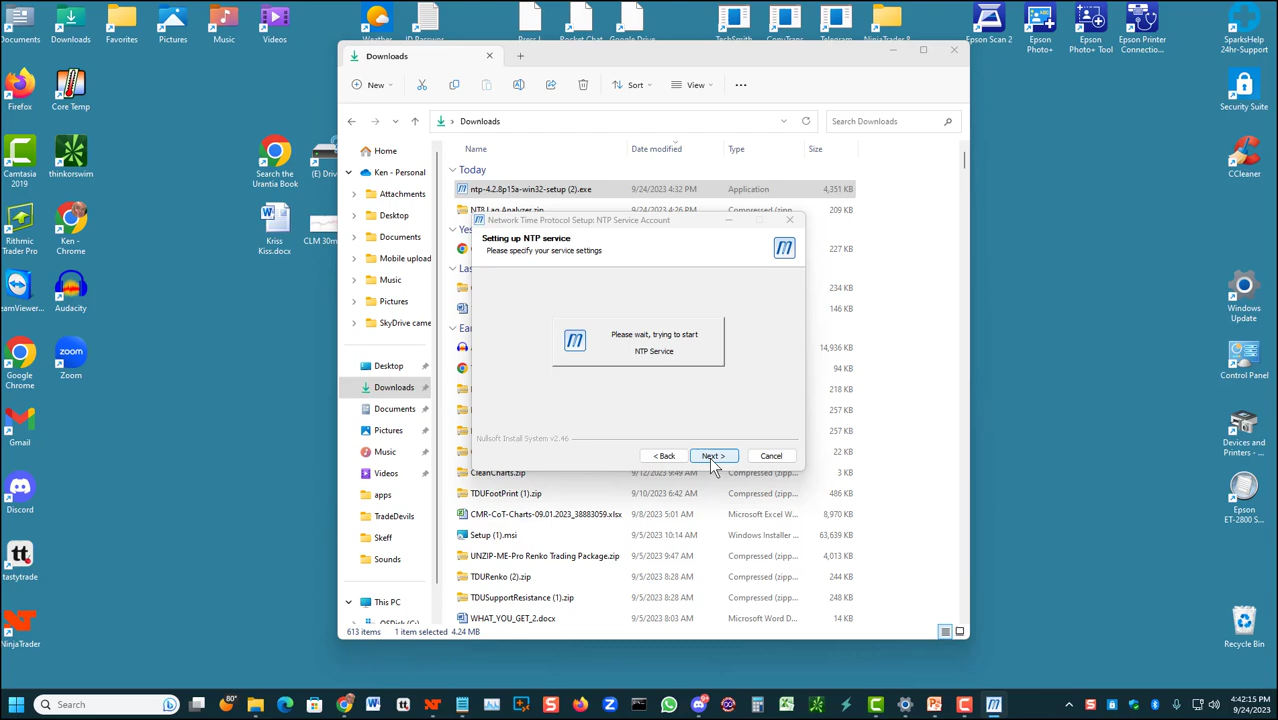 Documents
Downloads
Favorites
Pictures
Music
Videos
Weather
Telegram
Epson Scan 2
Epson Photo+
Epson Photo+ Tool
Epson Printer Connection...
SparksHelp 24hr-Support
Firefox
Core Temp
Camtasia 2019
thinkorswim
Search the Urantia Book
(E) Driv
Rithmic Trader Pro
Ken - Chrome
Kriss Kiss.docx
CLM 30m
Audacity
Google Chrome
Zoom
Gmail
Discord
tastytrade
NinjaTrader
Security Suite
CCleaner
Windows Update
Control Panel
Devices and Printers - ...
Epson ET-2800 S...
Recycle Bin
Downloads
New
Sort
View
Downloads
Search Downloads
Home
Ken - Personal
Attachments
Desktop
Documents
Mobile upload
Music
Pictures
SkyDrive came
Desktop
Downloads
Documents
Pictures
Music
Videos
apps
TradeDevils
Skeff
Sounds
This PC
Name Date modified Type Size
Today
ntp-4.2.8p15a-win32-setup (2).exe 9/24/2023 4:32 PM Application 4,351 KB
NT8 Lag Analyzer.zip 9/24/2023 4:26 PM Compressed (zipp... 209 KB
Yes
227 KB
Las
234 KB
146 KB
Ea
14,936 KB
94 KB
218 KB
257 KB
257 KB
22 KB
CleanCharts.zip 9/12/2023 9:49 AM Compressed (zipp... 3 KB
TDUFootPrint (1).zip 9/10/2023 6:42 AM Compressed (zipp... 486 KB
CMR-CoT-Charts-09.01.2023_38883059.xlsx 9/8/2023 5:01 AM Microsoft Excel W... 8,970 KB
Setup (1).msi 9/5/2023 10:14 AM Windows Installer ... 63,639 KB
UNZIP-ME-Pro Renko Trading Package.zip 9/5/2023 9:47 AM Compressed (zipp... 4,013 KB
TDURenko (2).zip 9/5/2023 8:28 AM Compressed (zipp... 257 KB
TDUSupportResistance (1).zip 9/5/2023 8:28 AM Compressed (zipp... 248 KB
WHAT_YOU_GET_2.docx 9/5/2023 8:03 AM Microsoft Word D... 14 KB
613 items 1 item selected 4.24 MB
Network Time Protocol Setup: NTP Service Account
Setting up NTP service
Please specify your service settings
Please wait, trying to start
NTP Service
Nullsoft Install System v2.46
< Back Next > Cancel
Search
80°
4:42:15 PM
9/24/2023